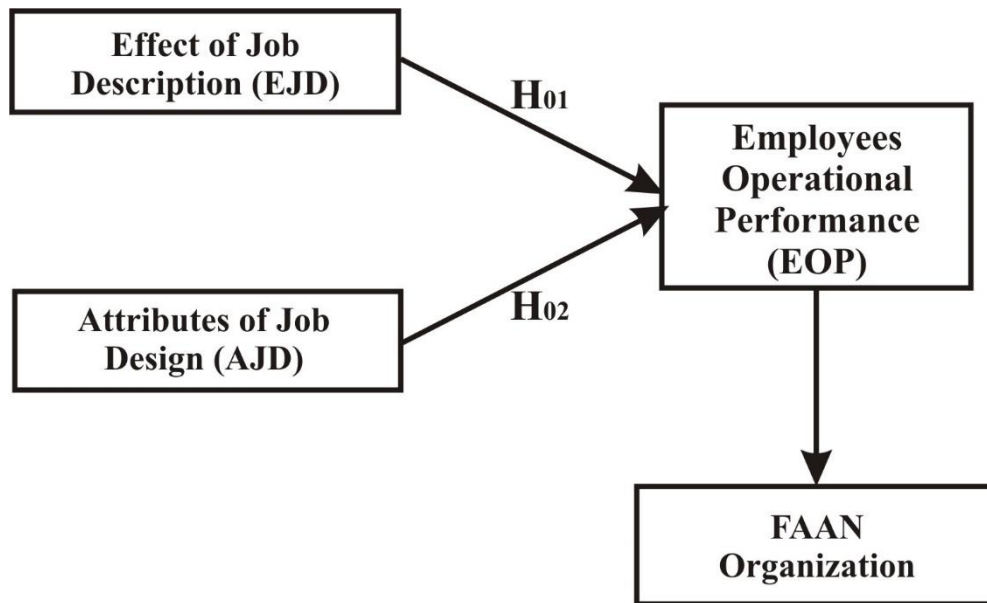 Effect of Job
Description (EJD)
H01
Employees
Operational
Performance
(EOP)
Attributes of Job
Design (AJD)
H02
FAAN
Organization